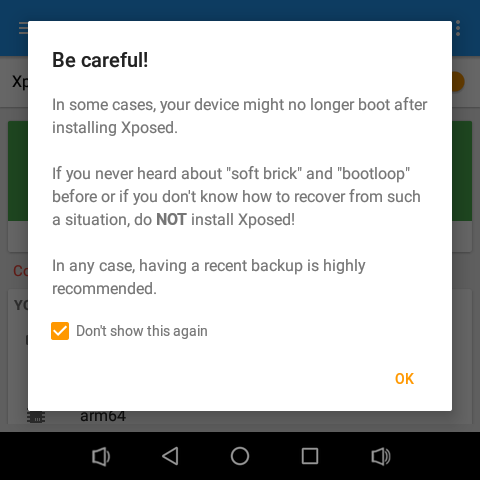 Xp
Be careful!
In some cases, your device might no longer boot after
installing Xposed.
If you never heard about "soft brick" and "bootloop"
before or if you don't know how to recover from such
a situation, do NOT install Xposed!
In any case, having a recent backup is highly
recommended.
Co
YO
Don't show this again
OK
arm64